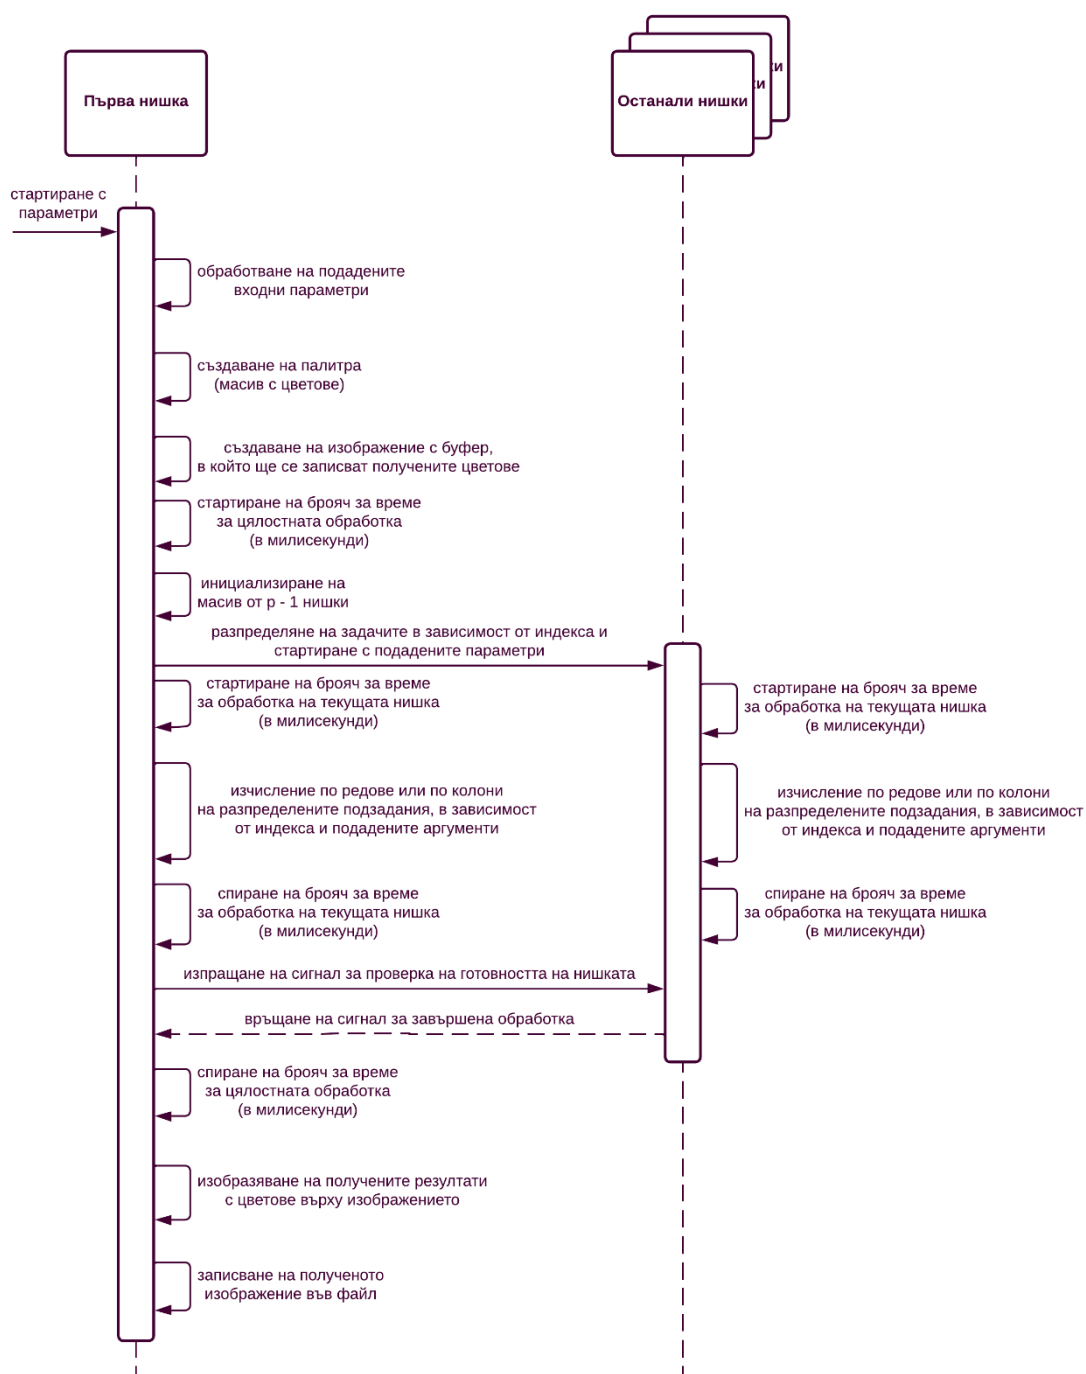 Първа нишка
Останали нишки
ки
ки
стартиране с
параметри
обработване на подадените
входни параметри
създаване на палитра
(масив с цветове)
създаване на изображение с буфер,
в който ще се записват получените цветове
стартиране на брояч за време
за цялостната обработка
(в милисекунди)
инициализиране на
масив от p - 1 нишки
разпределяне на задачите в зависимост от индекса и
стартиране с подадените параметри
стартиране на брояч за време
за обработка на текущата нишка
(в милисекунди)
стартиране на брояч за време
за обработка на текущата нишка
(в милисекунди)
изчисление по редове или по колони
на разпределените подзадания, в зависимост
от индекса и подадените аргументи
изчисление по редове или по колони
на разпределените подзадания, в зависимост
от индекса и подадените аргументи
спиране на брояч за време
за обработка на текущата нишка
(в милисекунди)
спиране на брояч за време
за обработка на текущата нишка
(в милисекунди)
изпращане на сигнал за проверка на готовността на нишката
връщане на сигнал за завършена обработка
спиране на брояч за време
за цялостната обработка
(в милисекунди)
изобразяване на получените резултати
с цветове върху изображението
записване на полученото
изображение във файл